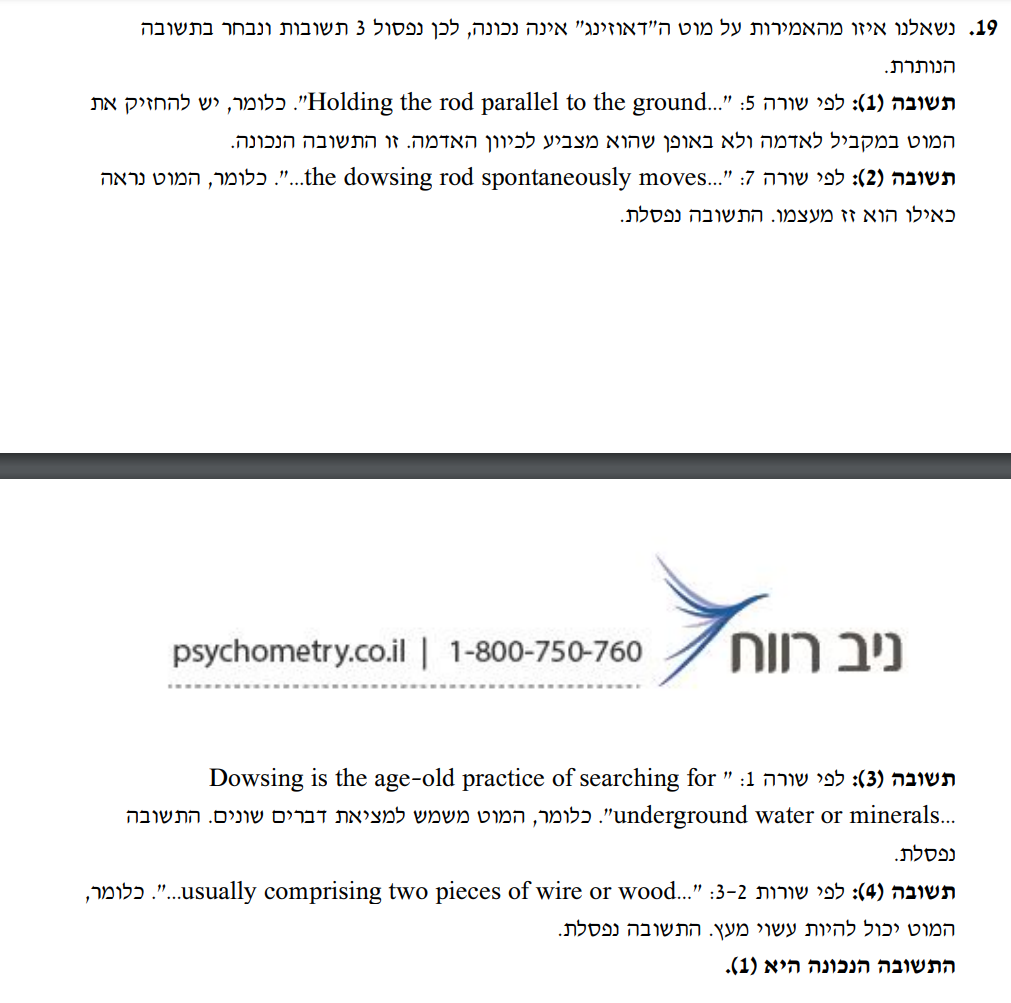 19. נשאלנו איזו מהאמירות על מוט ה"דאוזינג" אינה נכונה, לכן נפסול 3 תשובות ונבחר בתשובה
הנותרת.
תשובה (1): לפי שורה 5: "...Holding the rod parallel to the ground". כלומר, יש להחזיק את
המוט במקביל לאדמה ולא באופן שהוא מצביע לכיוון האדמה. זו התשובה הנכונה.
תשובה (2): לפי שורה 7: "...the dowsing rod spontaneously moves...". כלומר, המוט נראה
כאילו הוא זז מעצמו. התשובה נפסלת.
ניב רווח
psychometry.co.il | 1-800-750-760
תשובה (3): לפי שורה 1: " Dowsing is the age-old practice of searching for
underground water or minerals...". כלומר, המוט משמש למציאת דברים שונים. התשובה
נפסלת.
תשובה (4): לפי שורות 3-2: "...usually comprising two pieces of wire or wood...". כלומר,
המוט יכול להיות עשוי מעץ. התשובה נפסלת.
התשובה הנכונה היא (1).